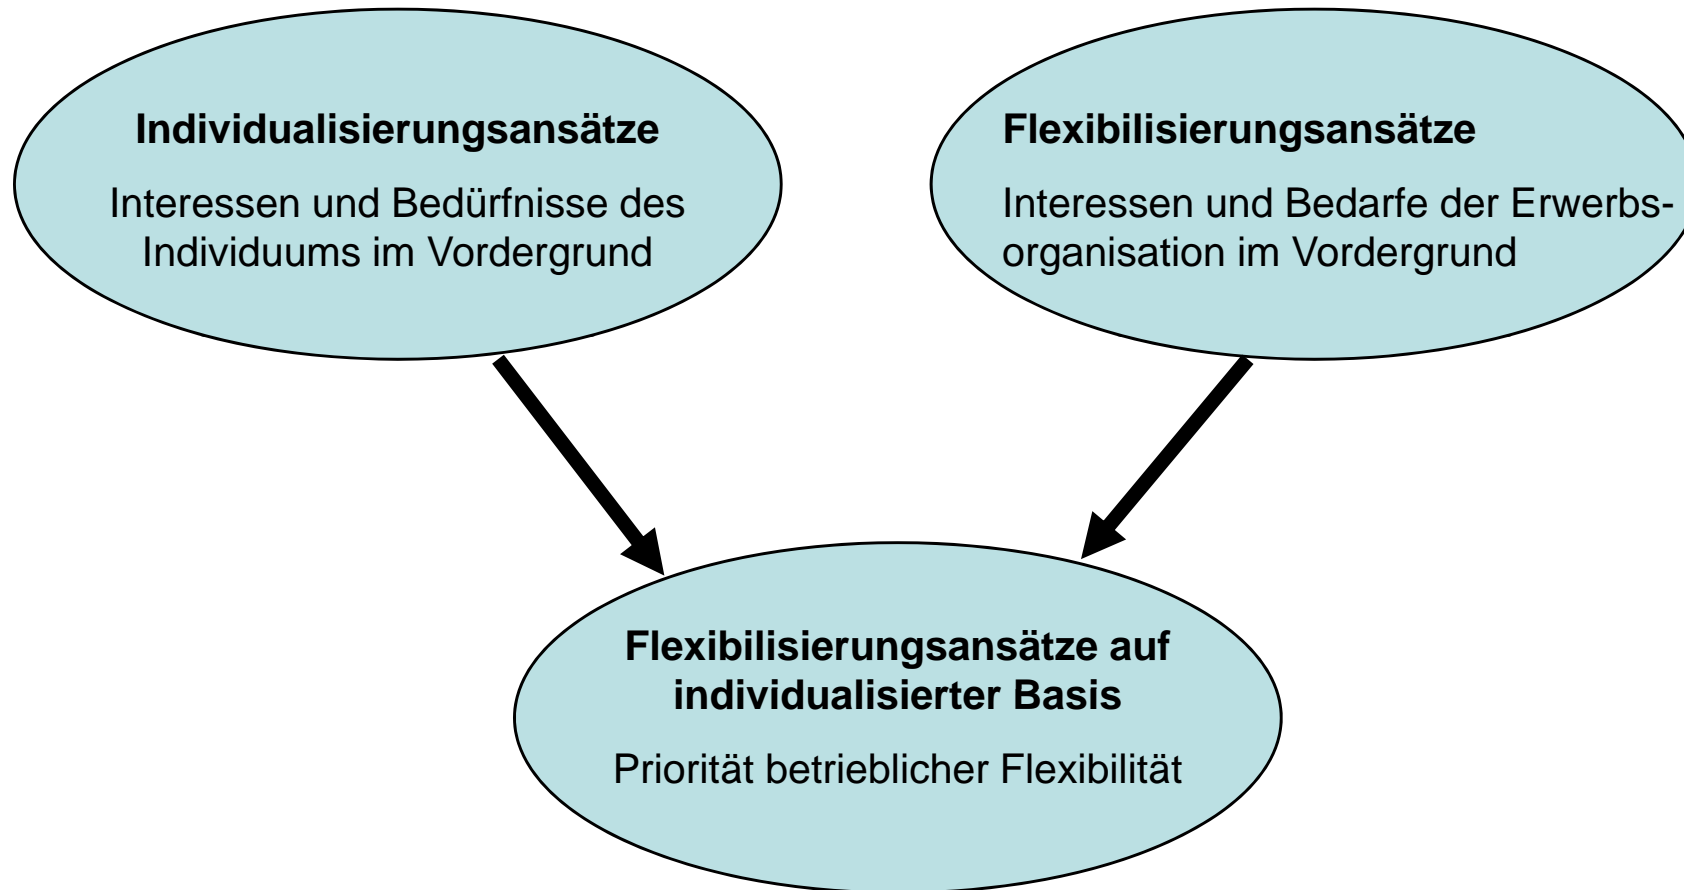 Individualisierungsansätze
Interessen und Bedürfnisse des
Individuums im Vordergrund
Flexibilisierungsansätze
Interessen und Bedarfe der Erwerbs-
organisation im Vordergrund
Flexibilisierungsansätze auf
individualisierter Basis
Priorität betrieblicher Flexibilität